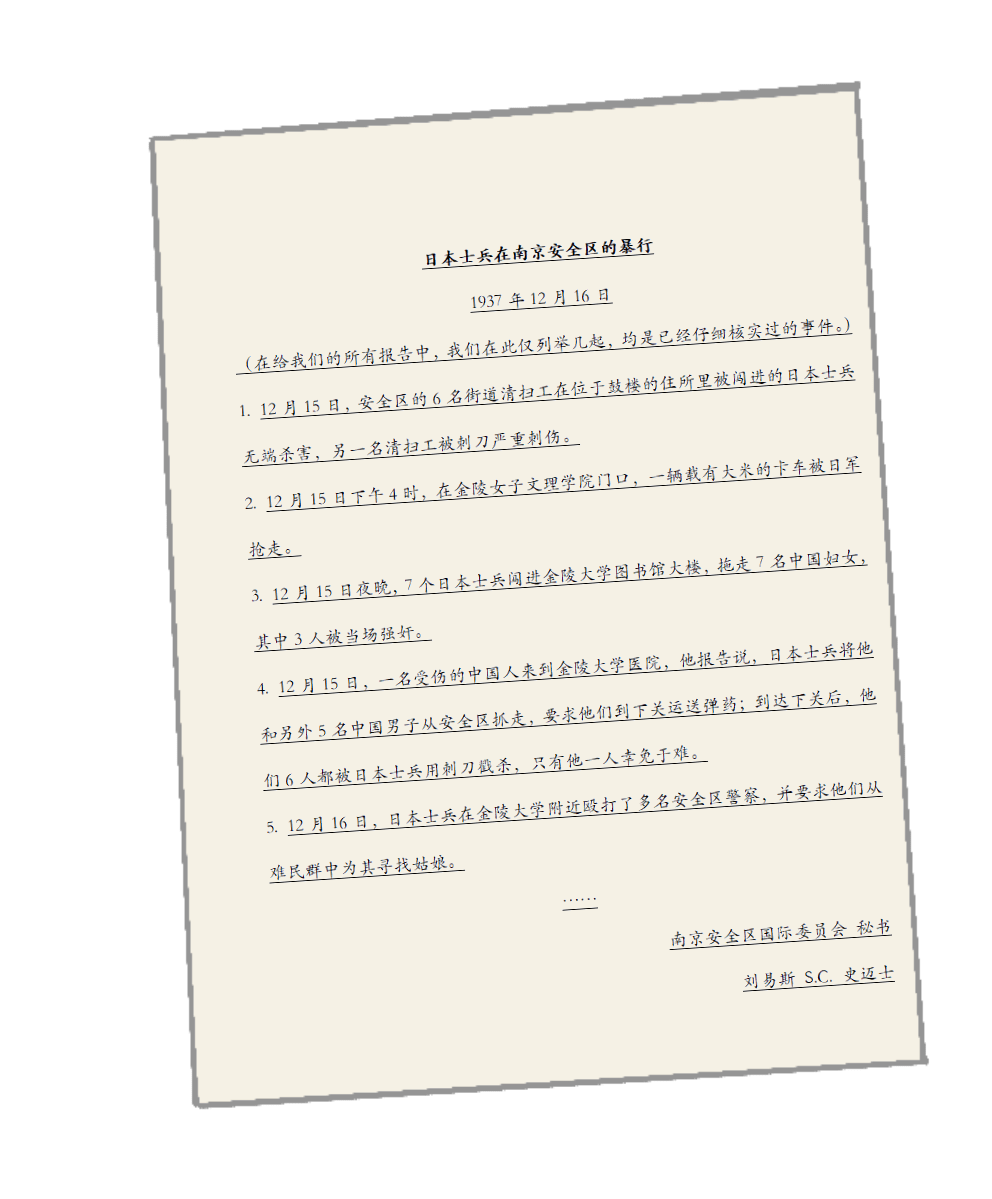 日本士兵在南京安全区的暴行
1937 年 12 月 16 日
（在给我们的所有报告中，我们在此仅列举几起，均是已经仔细核实过的事件。）
1. 12 月 15 日，安全区的 6 名街道清扫工在位于鼓楼的住所里被闯进的日本士兵
无端杀害，另一名清扫工被刺刀严重刺伤。
2. 12 月 15 日下午 4 时，在金陵女子文理学院门口，一辆载有大米的卡车被日军
抢走。
3. 12 月 15 日夜晚，7 个日本士兵闯进金陵大学图书馆大楼，拖走 7 名中国妇女，
其中 3 人被当场强奸。
4. 12 月 15 日，一名受伤的中国人来到金陵大学医院，他报告说，日本士兵将他
和另外 5 名中国男子从安全区抓走，要求他们到下关运送弹药；到达下关后，他
们 6 人都被日本士兵用刺刀戳杀，只有他一人幸免于难。
5. 12 月 16 日，日本士兵在金陵大学附近殴打了多名安全区警察，并要求他们从
难民群中为其寻找姑娘。
……
南京安全区国际委员会 秘书
刘易斯 S.C. 史迈士